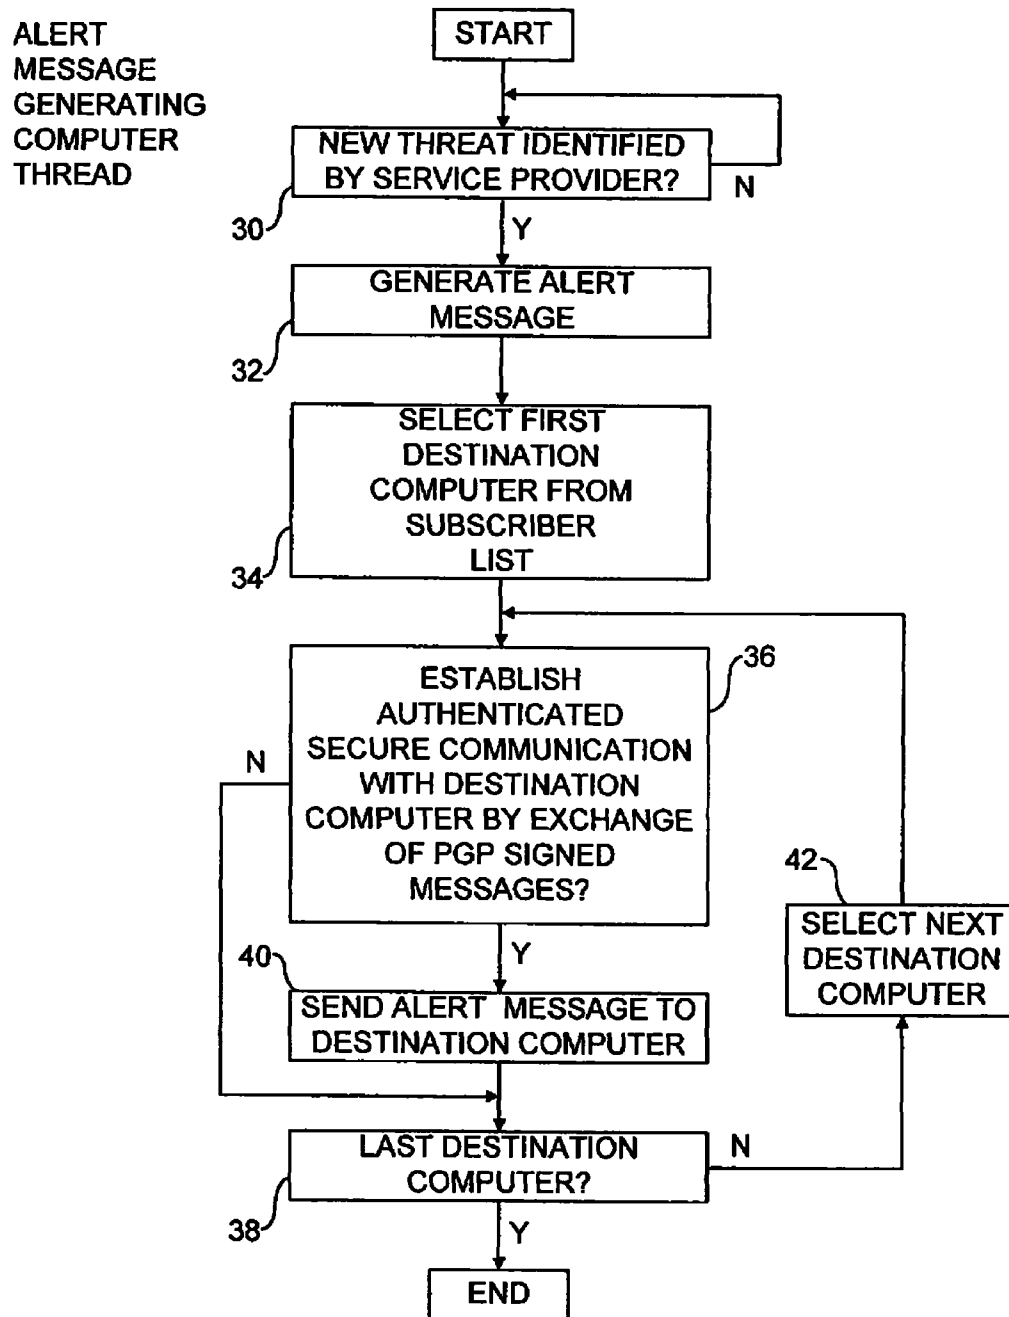 ALERT
MESSAGE
GENERATING
COMPUTER
THREAD
START
NEW THREAT IDENTIFIED
BY SERVICE PROVIDER?
N
30
Y
GENERATE ALERT
MESSAGE
32
SELECT FIRST
DESTINATION
COMPUTER FROM
SUBSCRIBER
LIST
34
36
ESTABLISH
AUTHENTICATED
SECURE COMMUNICATION
WITH DESTINATION
COMPUTER BY EXCHANGE
OF PGP SIGNED
MESSAGES?
N
Y
42
SELECT NEXT
DESTINATION
COMPUTER
40
SEND ALERT MESSAGE TO
DESTINATION COMPUTER
LAST DESTINATION
COMPUTER?
N
38
Y
END